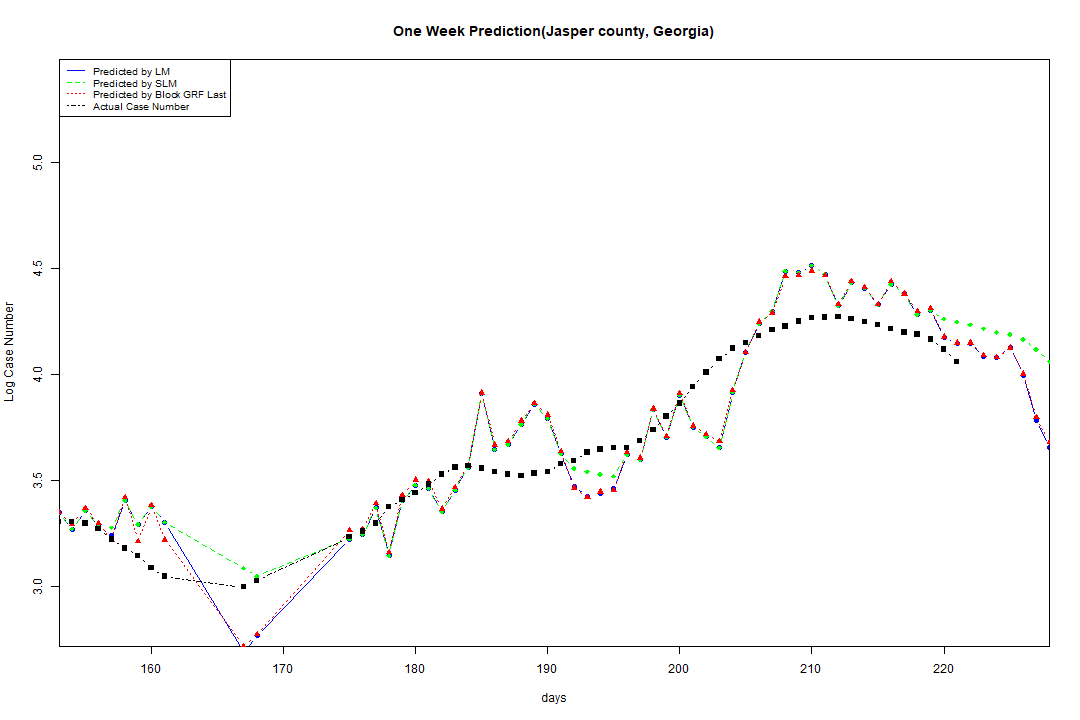 One Week Prediction(Jasper county, Georgia)
Predicted by LM
Predicted by SLM
Predicted by Block GRF Last
Actual Case Number
5.0
4.5
4.0
3.5
3.0
Log Case Number
160 170 180 190 200 210 220
days